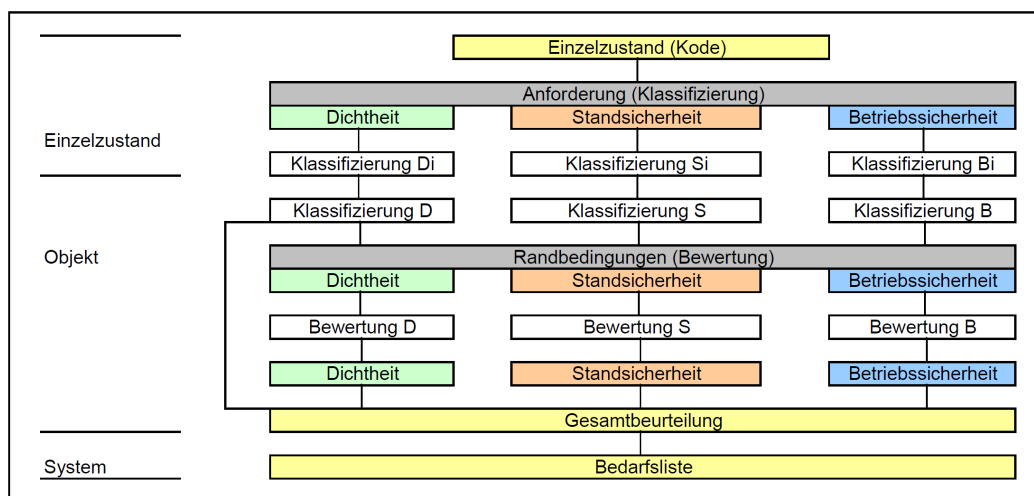 Einzelzustand (Kode)
Anforderung (Klassifizierung)
Dichtheit Standsicherheit Betriebssicherheit
Einzelzustand
Klassifizierung Di Klassifizierung Si Klassifizierung Bi
Klassifizierung D Klassifizierung S Klassifizierung B
Objekt Randbedingungen (Bewertung)
Dichtheit Standsicherheit Betriebssicherheit
Bewertung D Bewertung S Bewertung B
Dichtheit Standsicherheit Betriebssicherheit
Gesamtbeurteilung
System Bedarfsliste